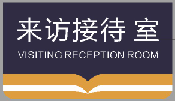 来访接待 室
VISITING RECEPTION ROOM